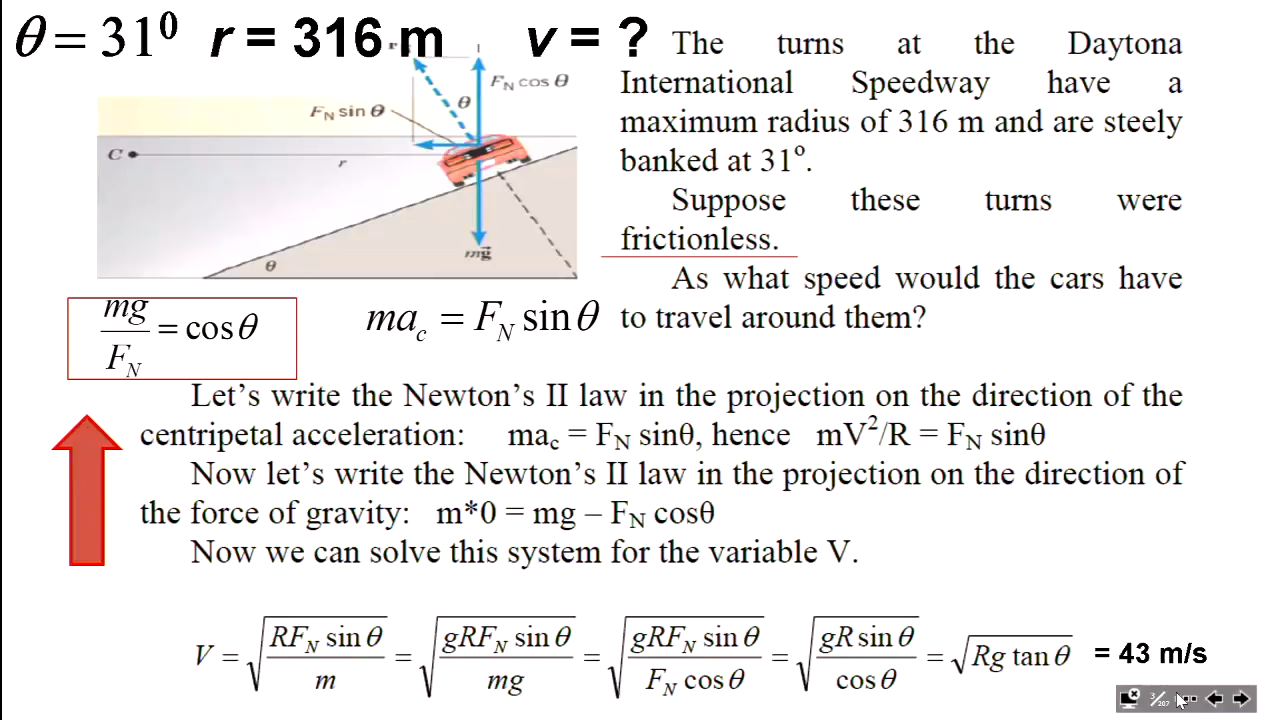 θ = 31⁰ r = 316 m v = ?
The turns at the Daytona
International Speedway have a
maximum radius of 316 m and are steely
banked at 31°.
Suppose these turns were
frictionless.
As what speed would the cars have
to travel around them?
F_N cos θ
θ
F_N sin θ
C
r
mg⃗
θ
mg/F_N = cosθ
ma_c = F_N sinθ
Let’s write the Newton’s II law in the projection on the direction of the
centripetal acceleration: ma_c = F_N sinθ, hence mV²/R = F_N sinθ
Now let’s write the Newton’s II law in the projection on the direction of
the force of gravity: m*0 = mg – F_N cosθ
Now we can solve this system for the variable V.
V = √(RF_N sin θ / m) = √(gRF_N sin θ / mg) = √(gRF_N sin θ / F_N cos θ) = √(gR sin θ / cos θ) = √(Rg tan θ) = 43 m/s
3/207